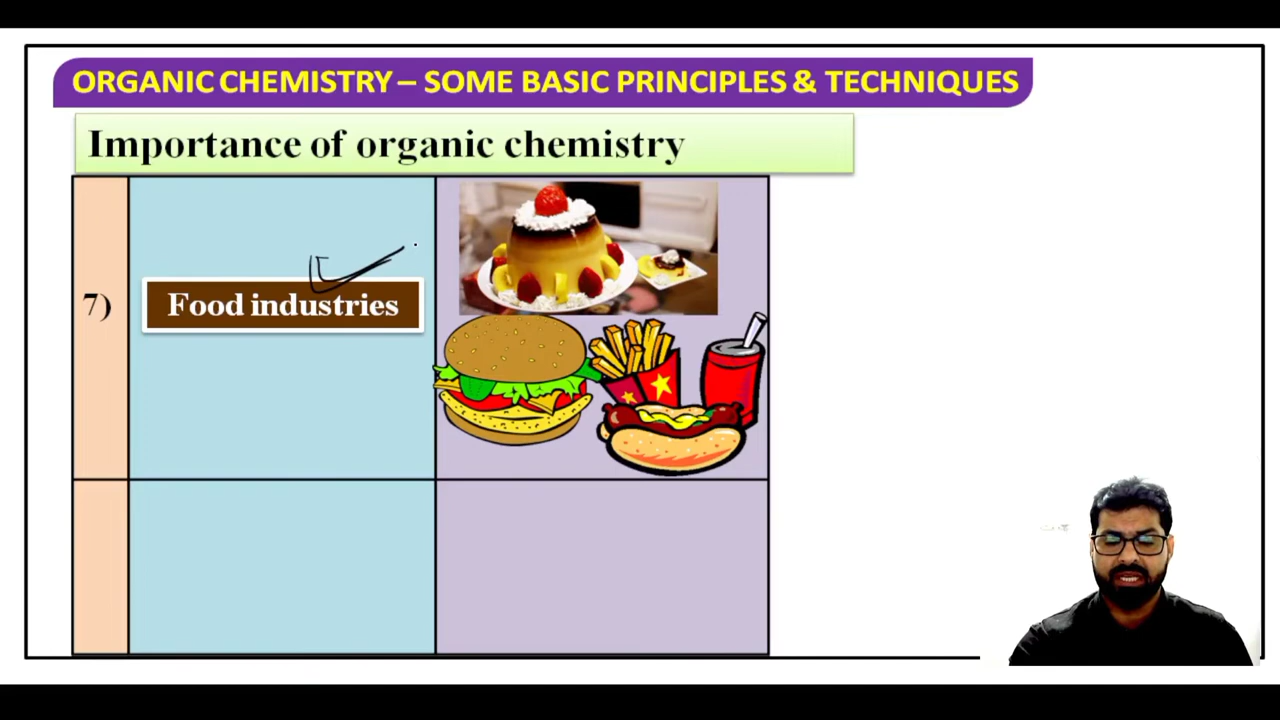 ORGANIC CHEMISTRY – SOME BASIC PRINCIPLES & TECHNIQUES
Importance of organic chemistry
7)
Food industries